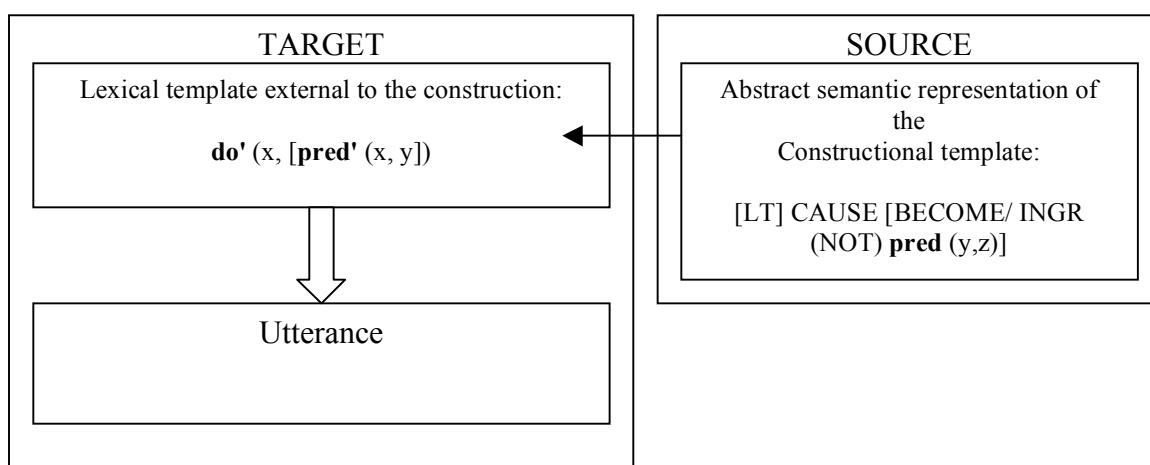 TARGET
Lexical template external to the construction:
do' (x, [pred' (x, y])
Utterance
SOURCE
Abstract semantic representation of
the
Constructional template:
[LT] CAUSE [BECOME/ INGR
(NOT) pred (y,z)]